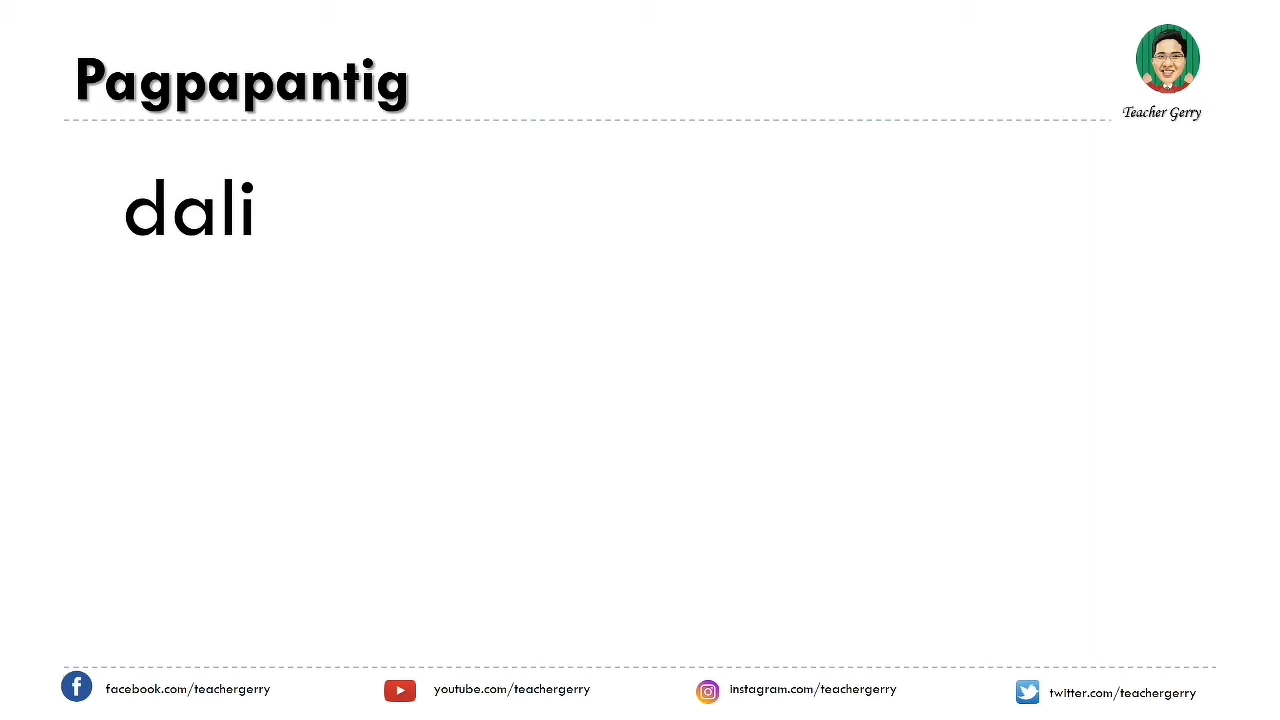 Pagpapantig
Teacher Gerry
dali
facebook.com/teachergerry
youtube.com/teachergerry
instagram.com/teachergerry
twitter.com/teachergerry